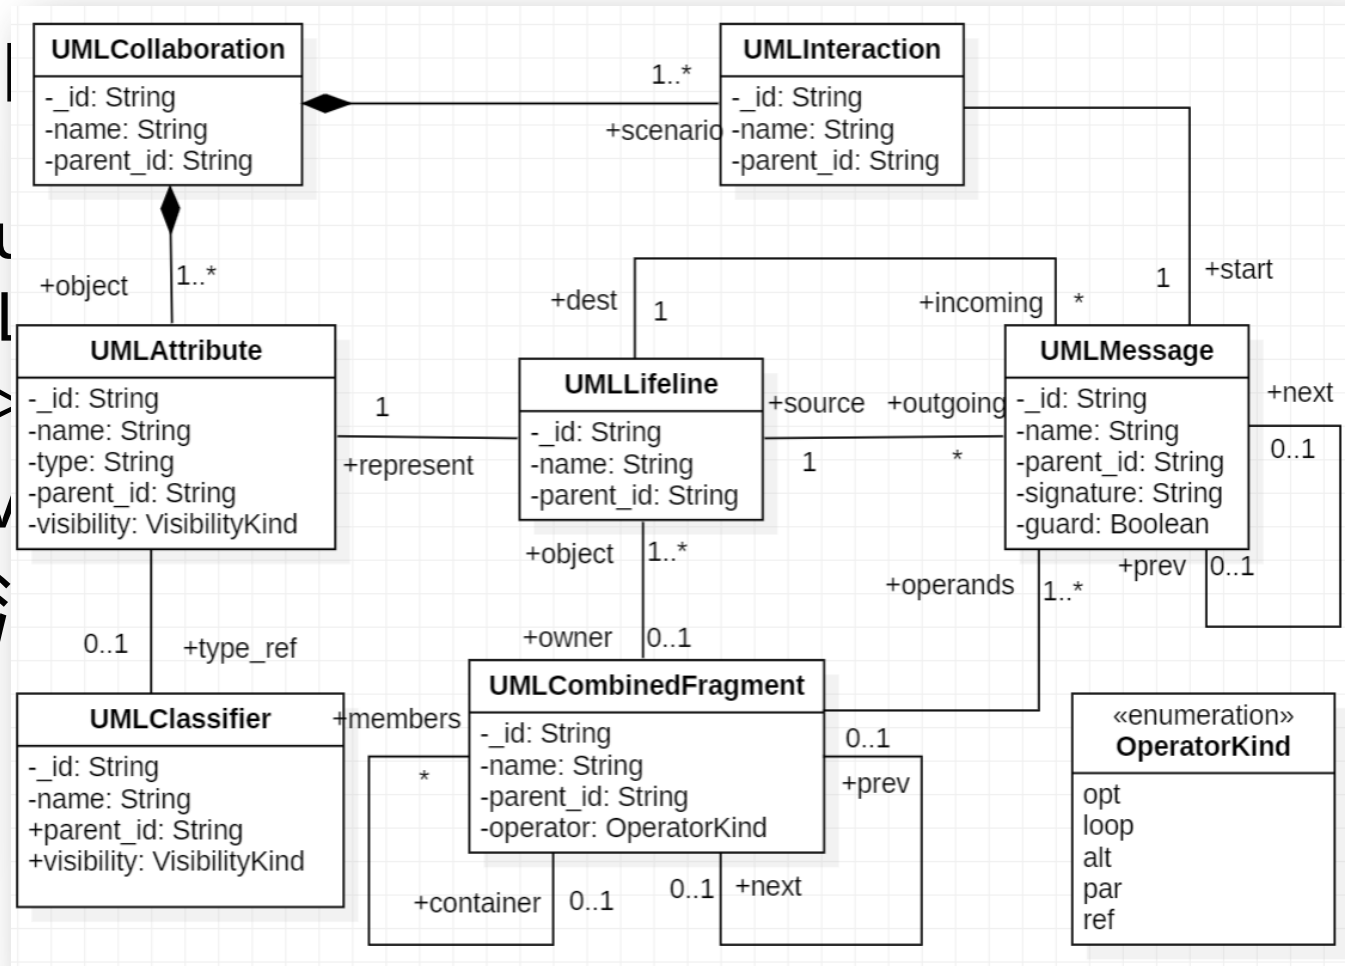 UMLCollaboration
-_id: String
-name: String
-parent_id: String
1..*
+scenario
UMLInteraction
-_id: String
-name: String
-parent_id: String
+object
1..*
+dest
1
+incoming
*
1
+start
UMLAttribute
-_id: String
-name: String
-type: String
-parent_id: String
-visibility: VisibilityKind
1
+represent
UMLLifeline
-_id: String
-name: String
-parent_id: String
+source
1
+outgoing
*
UMLMessage
-_id: String
-name: String
-parent_id: String
-signature: String
-guard: Boolean
+next
0..1
+prev
0..1
+object
1..*
+owner
0..1
+operands
1..*
0..1
+type_ref
UMLClassifier
-_id: String
-name: String
+parent_id: String
+visibility: VisibilityKind
+members
*
UMLCombinedFragment
-_id: String
-name: String
-parent_id: String
-operator: OperatorKind
0..1
+prev
+container
0..1
0..1
+next
«enumeration»
OperatorKind
opt
loop
alt
par
ref